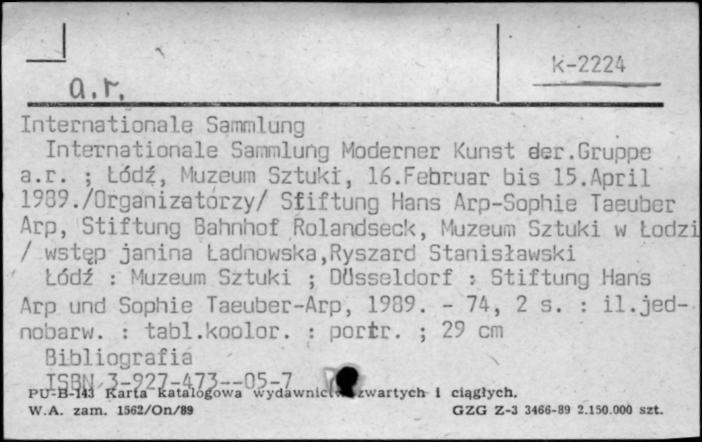 K-2224
a.r.
Internationale Sammlung
Internationale Sammlung Moderner Kunst der.Gruppe
a.r. ; Łódź, Muzeum Sztuki, 16.Februar bis 15.April
1989./Organizatorzy/ Stiftung Hans Arp-Sophie Taeuber
Arp, Stiftung Bahnhof Rolandseck, Muzeum Sztuki w Łodzi
/ wstęp janina Ładnowska,Ryszard Stanisławski
Łódź : Muzeum Sztuki ; Düsseldorf : Stiftung Hans
Arp und Sophie Taeuber-Arp, 1989. - 74, 2 s. : il.jed-
nobarw. : tabl.koolor. : portr. ; 29 cm
Bibliografia
ISBN 3-927-473--05-7
PU-B-143 Karta katalogowa wydawnictw zwartych i ciągłych.
W.A. zam. 1562/On/89 GZG Z-3 3466-89 2.150.000 szt.